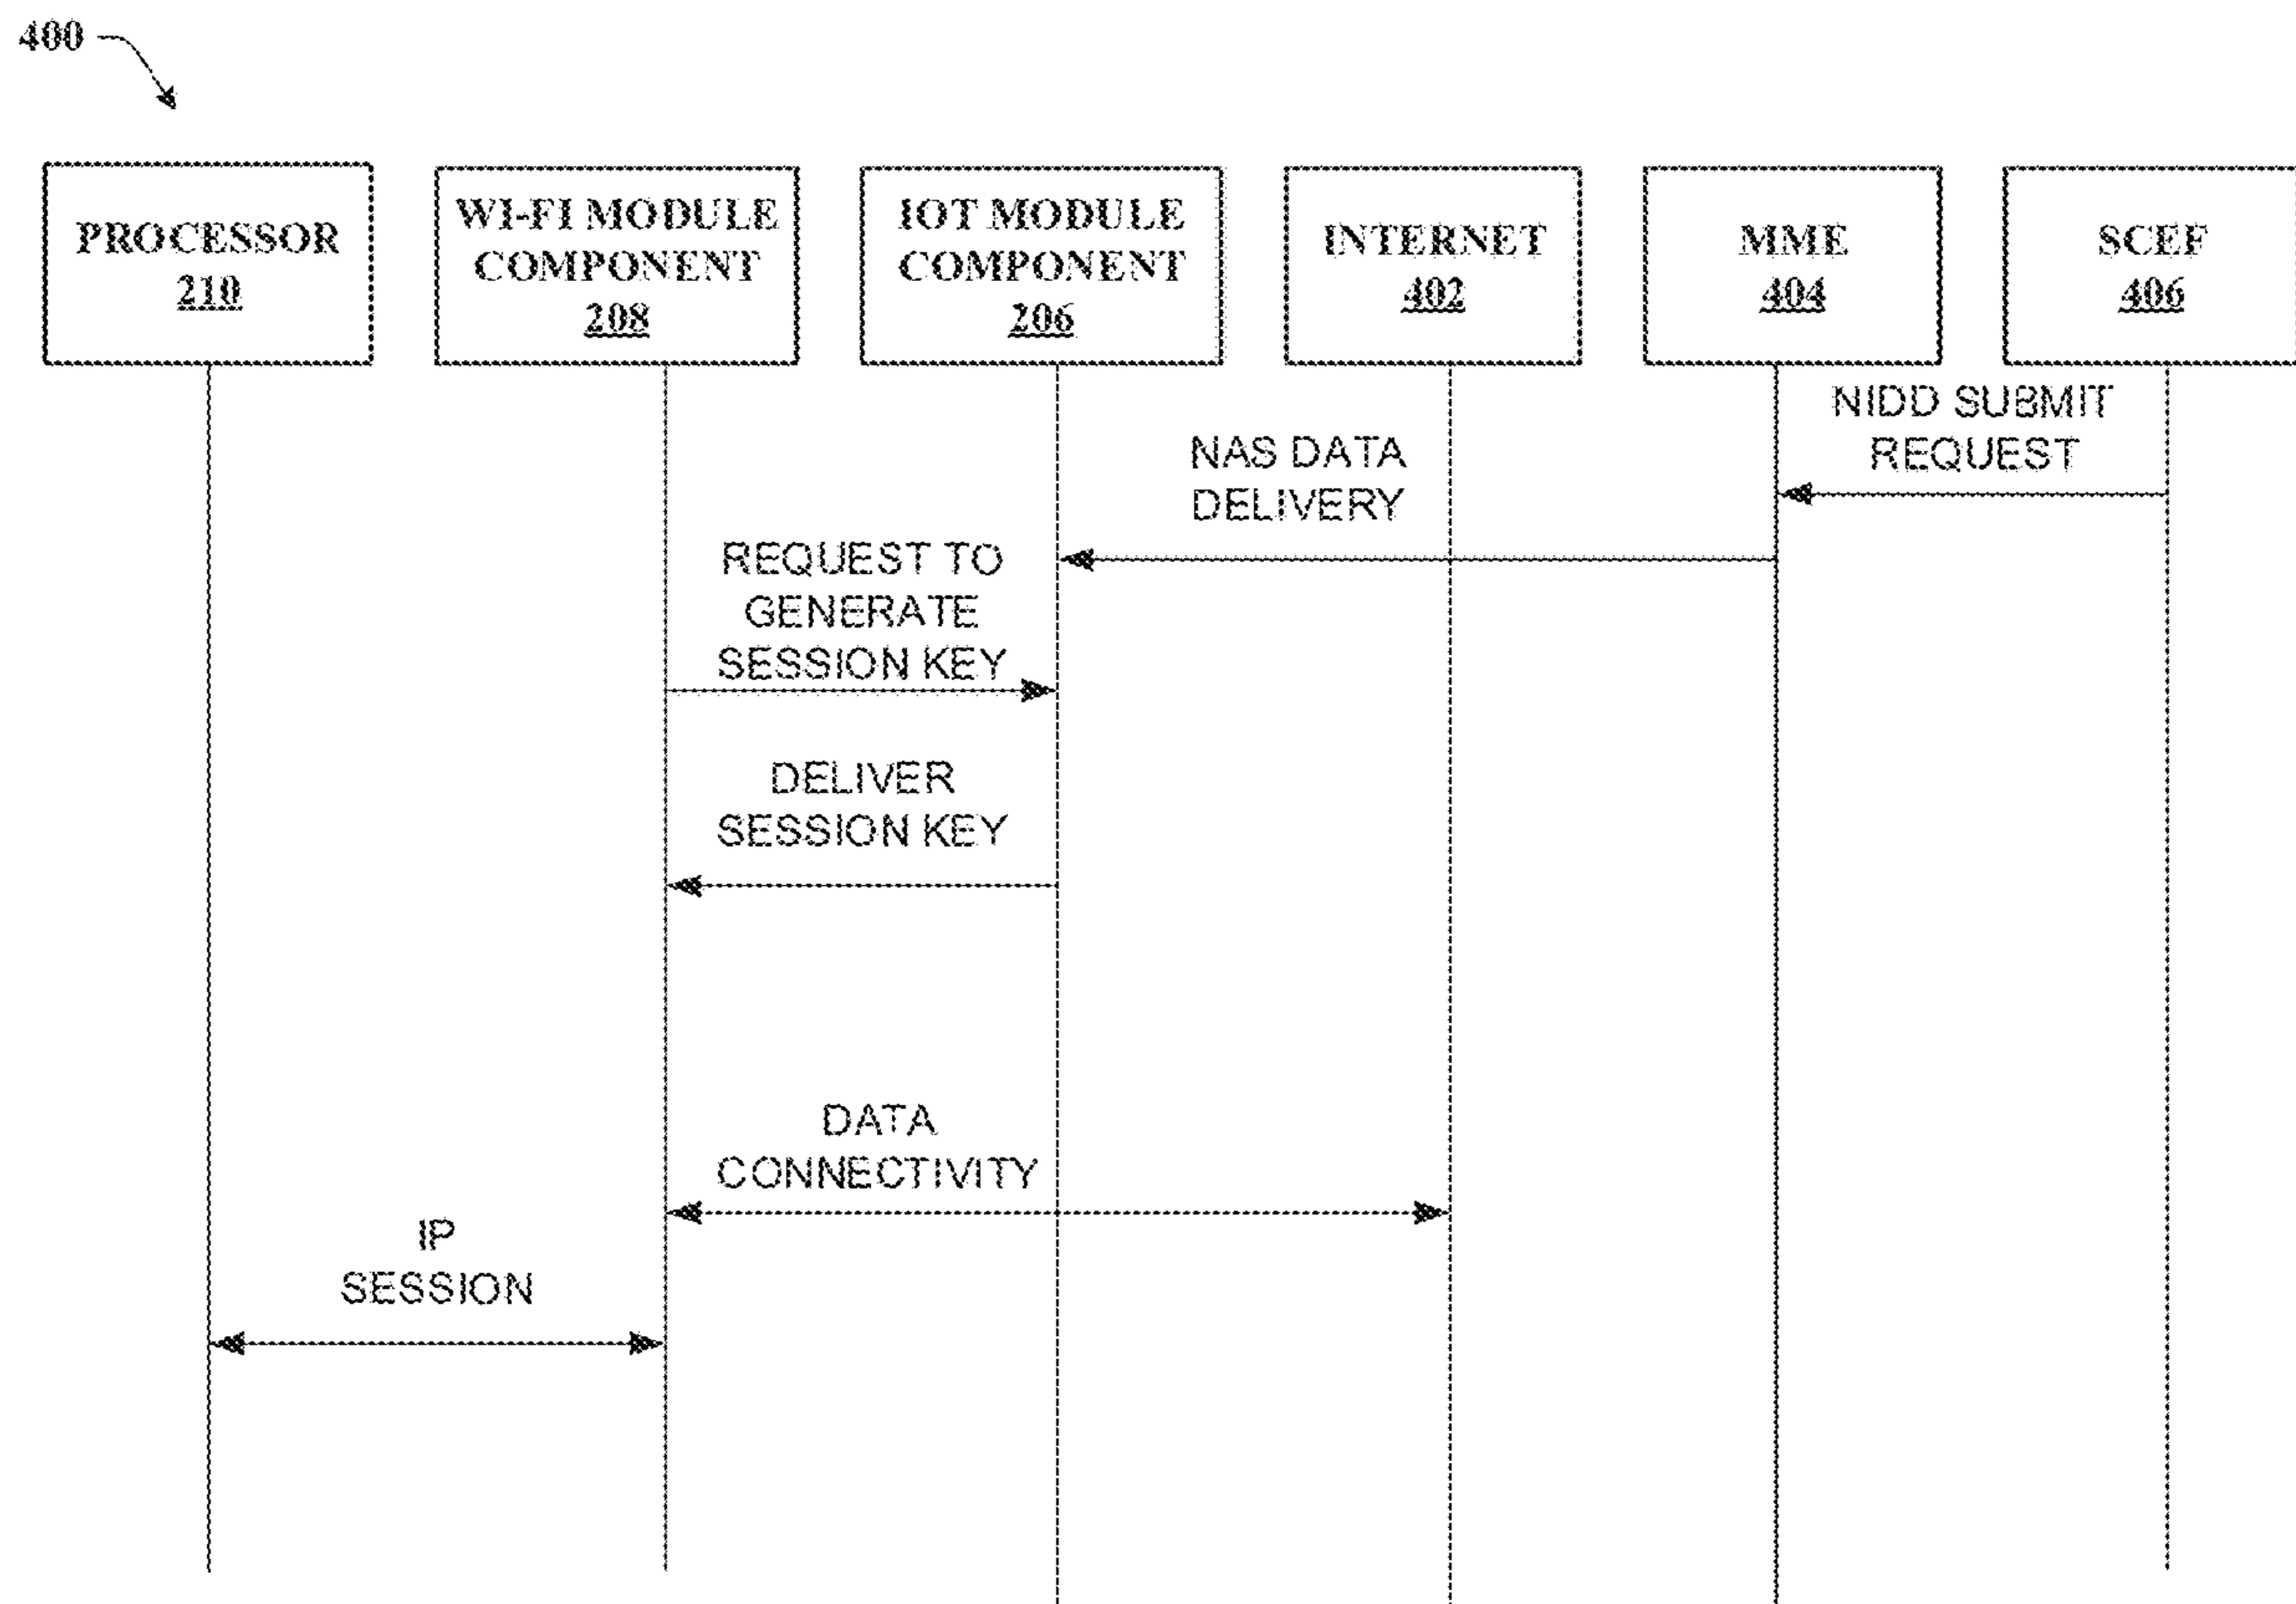 400
PROCESSOR
210
WI-FI MODULE
COMPONENT
208
IOT MODULE
COMPONENT
206
INTERNET
402
MME
404
SCEF
406
NIDD SUBMIT
REQUEST
NAS DATA
DELIVERY
REQUEST TO
GENERATE
SESSION KEY
DELIVER
SESSION KEY
DATA
CONNECTIVITY
IP
SESSION